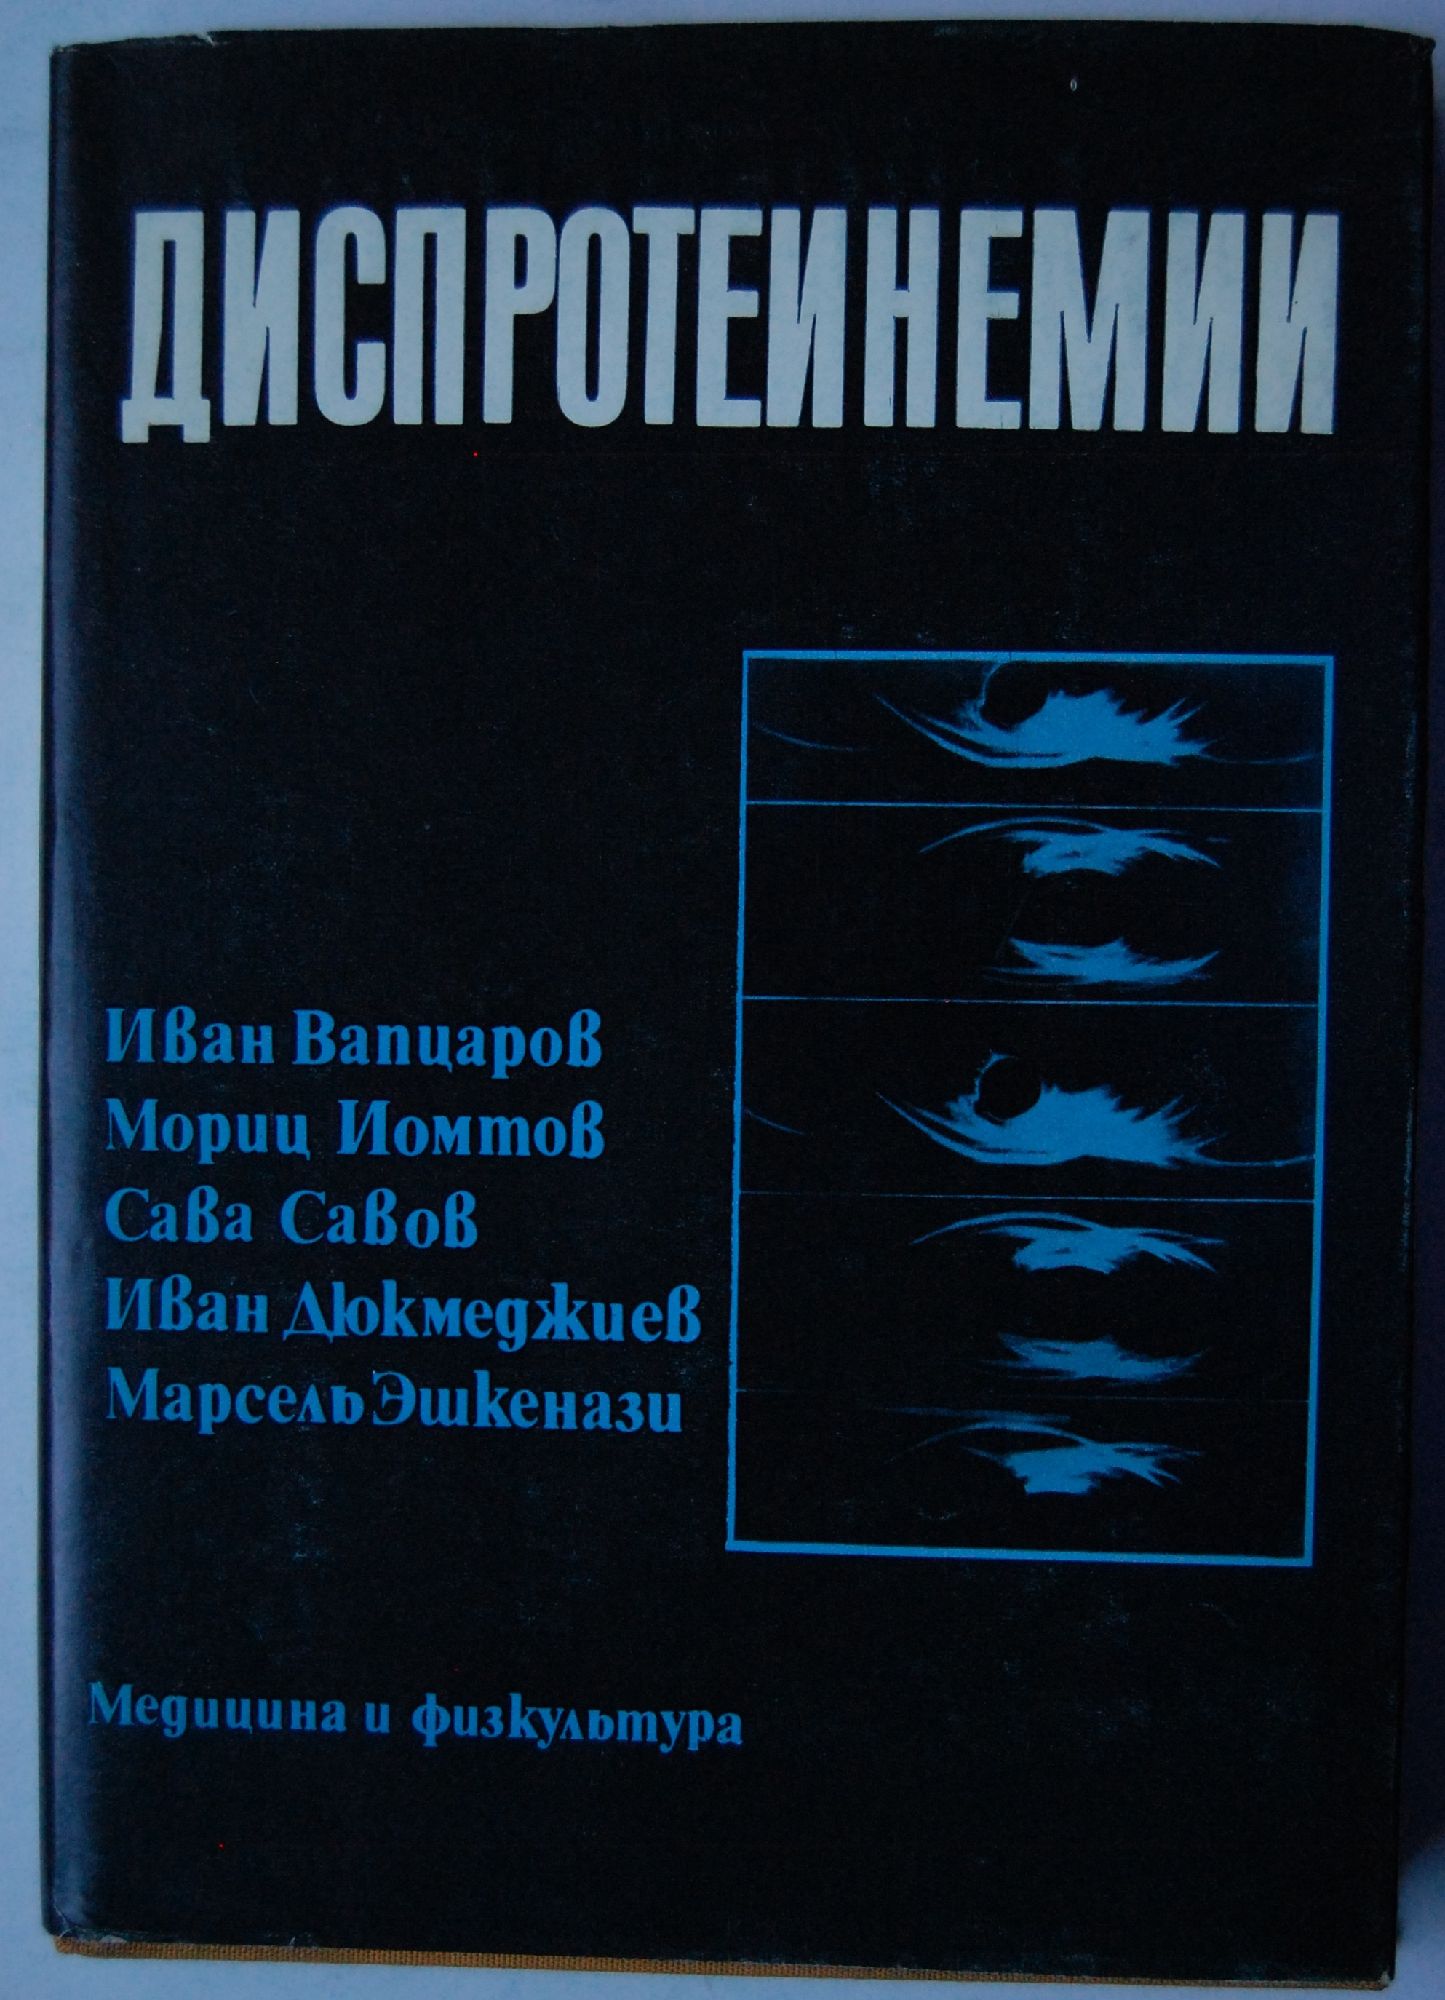 ДИСПРОТЕИНЕМИИ
Иван Вапцаров
Мориц Иомтов
Сава Савов
Иван Дюкмеджиев
Марсель Эшкенази
Медицина и физкультура